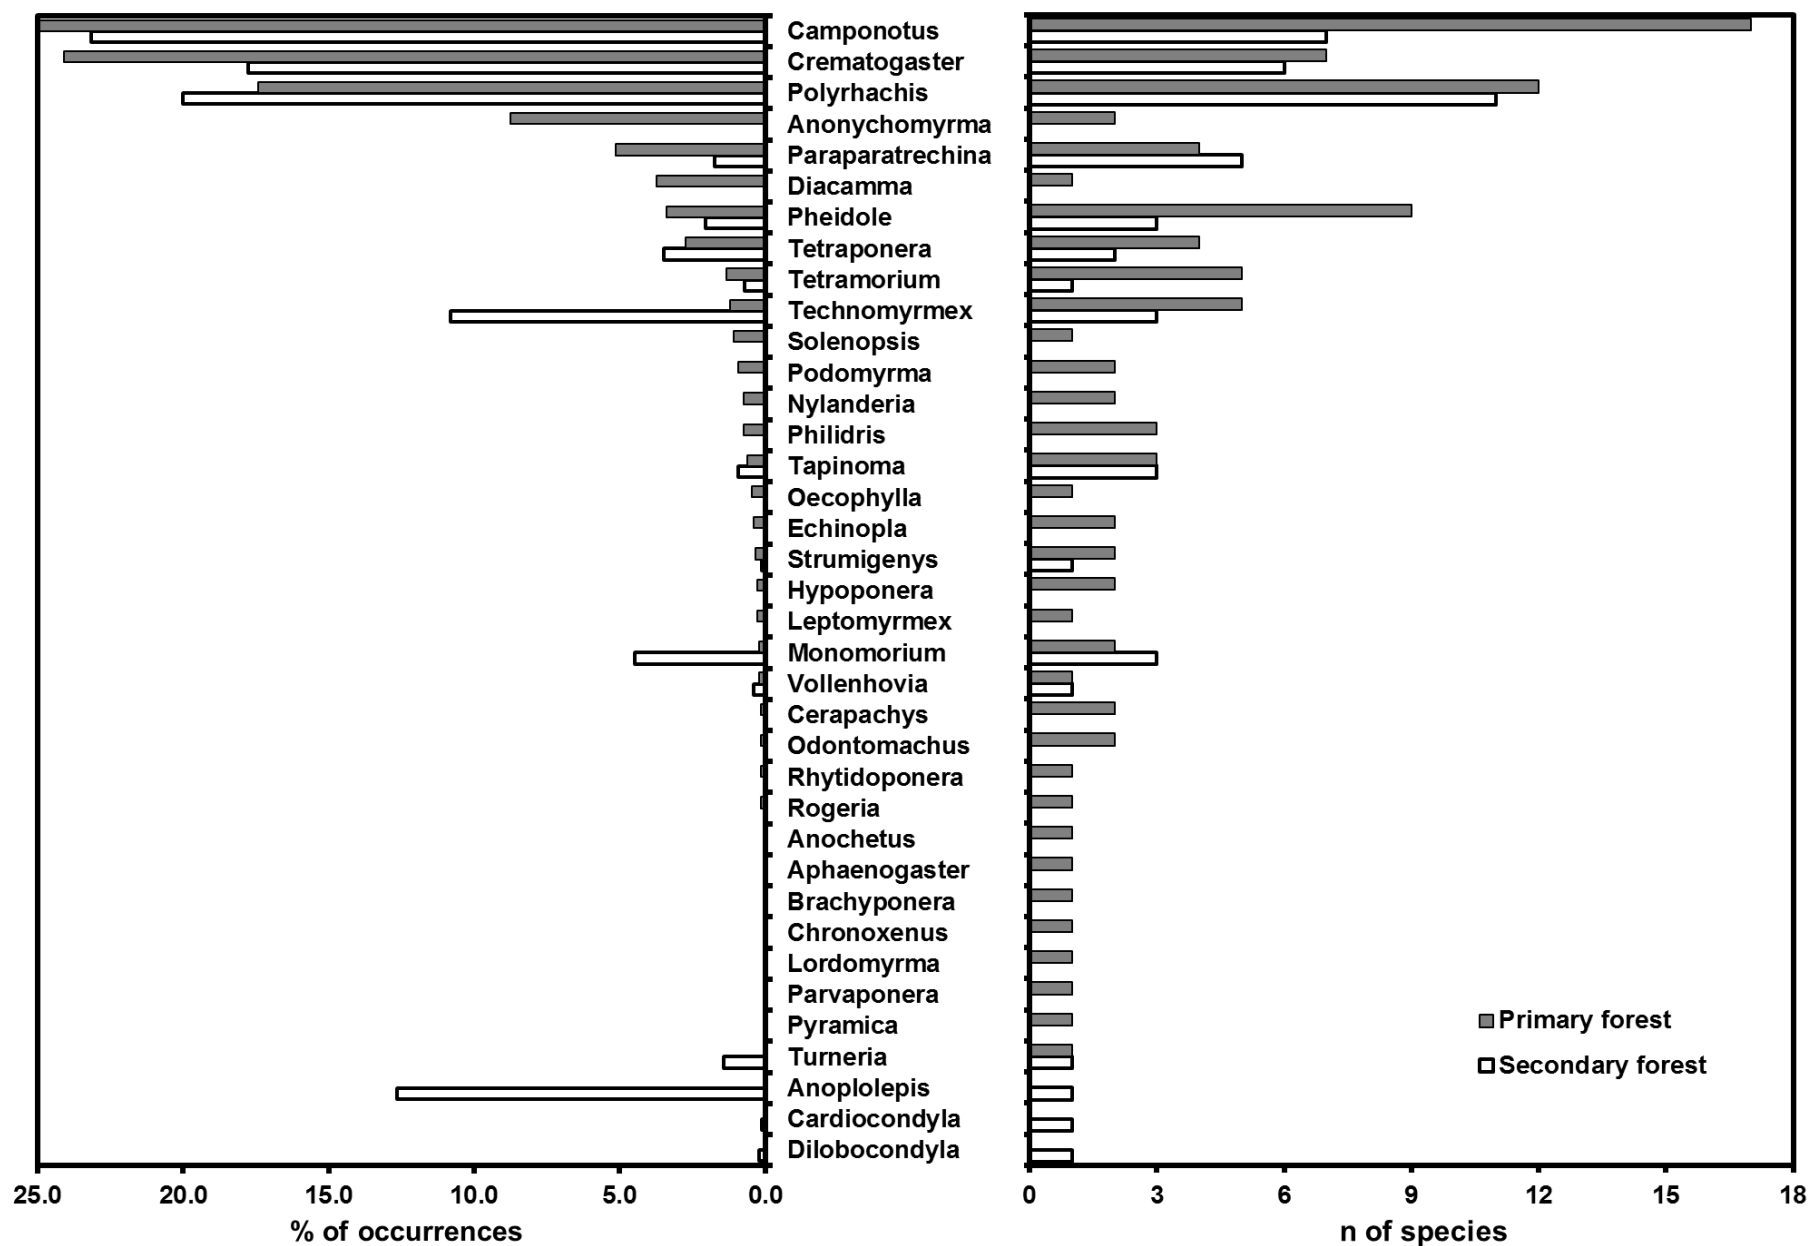 Camponotus
Crematogaster
Polyrhachis
Anonychomyrma
Paraparatrechina
Diacamma
Pheidole
Tetraponera
Tetramorium
Technomyrmex
Solenopsis
Podomyrma
Nylanderia
Philidris
Tapinoma
Oecophylla
Echinopla
Strumigenys
Hypoponera
Leptomyrmex
Monomorium
Vollenhovia
Cerapachys
Odontomachus
Rhytidoponera
Rogeria
Anochetus
Aphaenogaster
Brachyponera
Chronoxenus
Lordomyrma
Parvaponera
Pyramica
Turneria
Anoplolepis
Cardiocondyla
Dilobocondyla
Primary forest
Secondary forest
25.0 20.0 15.0 10.0 5.0 0.0
0 3 6 9 12 15 18
% of occurrences
n of species